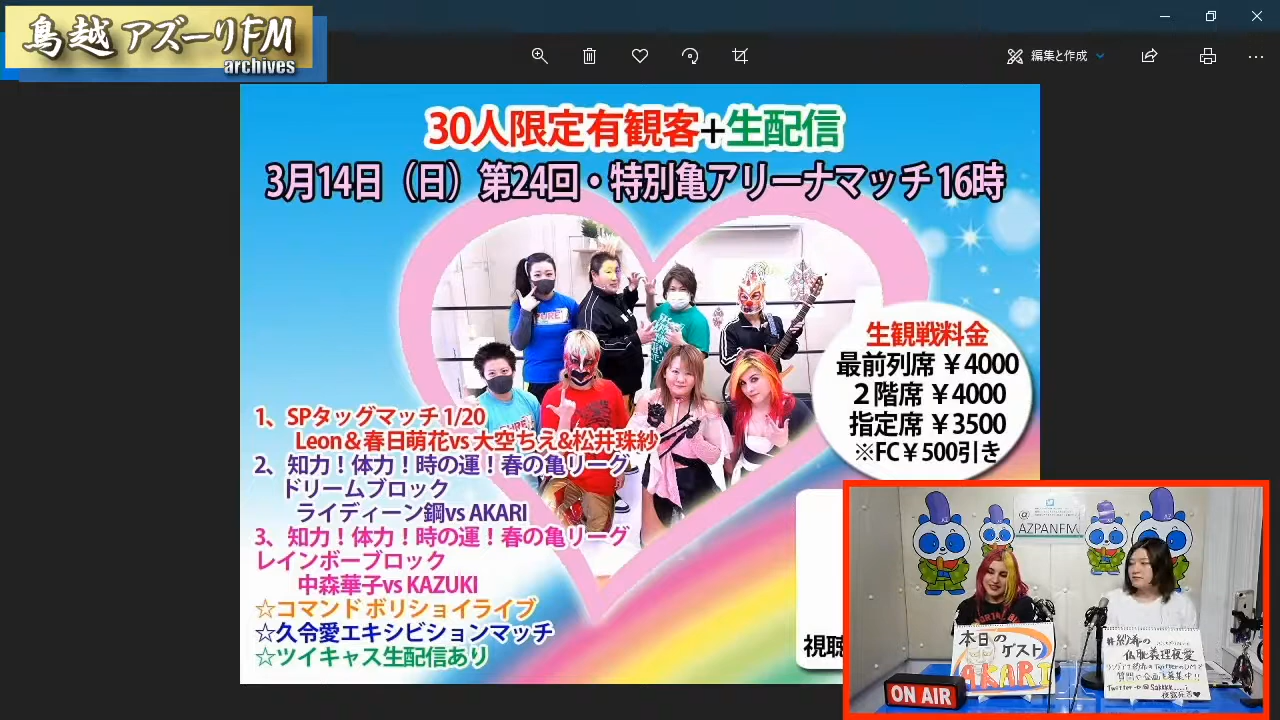 鳥越 アズーリFM
archives
編集と作成
30人限定有観客+生配信
3月14日（日）第24回・特別亀アリーナマッチ 16時
生観戦料金
最前列席 ￥4000
２階席 ￥4000
指定席 ￥3500
※FC￥500引き
1、SPタッグマッチ 1/20
Leon＆春日萌花vs 大空ちえ&松井珠紗
2、知力！体力！時の運！春の亀リーグ
ドリームブロック
ライディーン鋼vs AKARI
3、知力！体力！時の運！春の亀リーグ
レインボーブロック
中森華子vs KAZUKI
☆コマンド ボリショイライブ
☆久令愛エキシビションマッチ
☆ツイキャス生配信あり
視聴
@
AZPANFM
本日の
ゲスト
AKARI
ON AIR